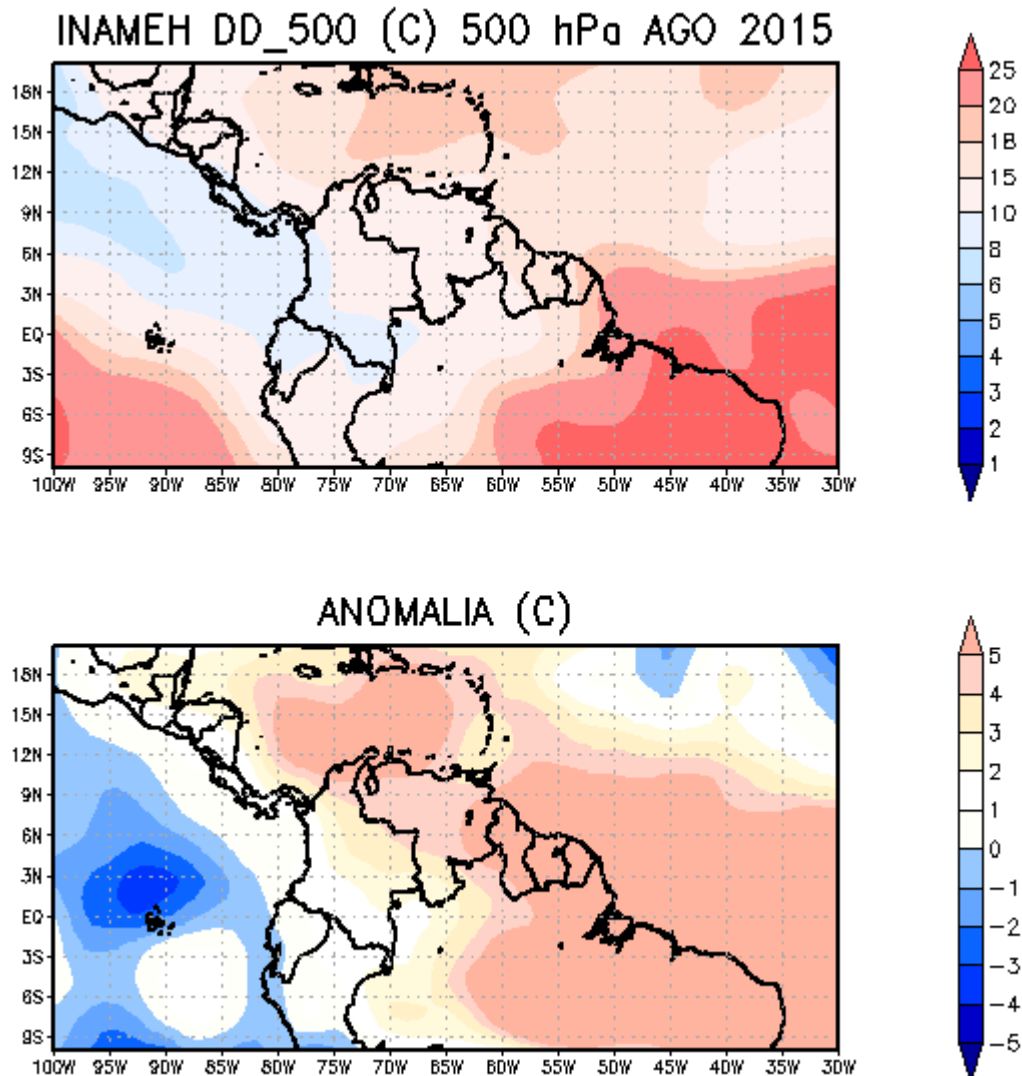 INAMEH DD_500 (C) 500 hPa AGO 2015
18N
15N
12N
9N
6N
3N
EQ
3S
6S
9S
100W 95W 90W 85W 80W 75W 70W 65W 60W 55W 50W 45W 40W 35W 30W
25
20
18
15
10
8
6
5
4
3
2
1
ANOMALIA (C)
18N
15N
12N
9N
6N
3N
EQ
3S
6S
9S
100W 95W 90W 85W 80W 75W 70W 65W 60W 55W 50W 45W 40W 35W 30W
5
4
3
2
1
0
-1
-2
-3
-4
-5